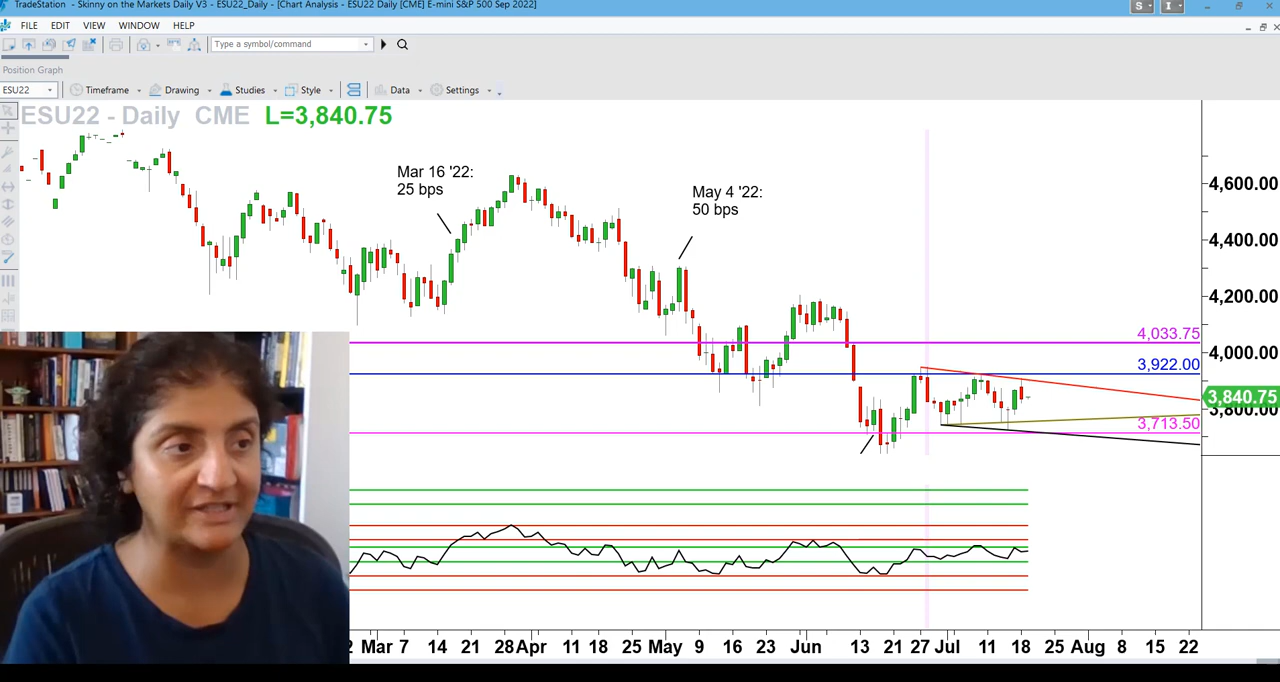 TradeStation - Skinny on the Markets Daily V3 - ESU22_Daily - [Chart Analysis - ESU22 Daily [CME] E-mini S&P 500 Sep 2022]
S I
FILE EDIT VIEW WINDOW HELP
Type a symbol/command
Position Graph
ESU22 Timeframe Drawing Studies Style Data Settings
ESU22 - Daily CME L=3,840.75
Mar 16 '22:
25 bps
May 4 '22:
50 bps
4,600.00
4,400.00
4,200.00
4,033.75
4,000.00
3,922.00
3,840.75
3,713.50
Mar 7 14 21 28 Apr 11 18 25 May 9 16 23 Jun 13 21 27 Jul 11 18 25 Aug 8 15 22